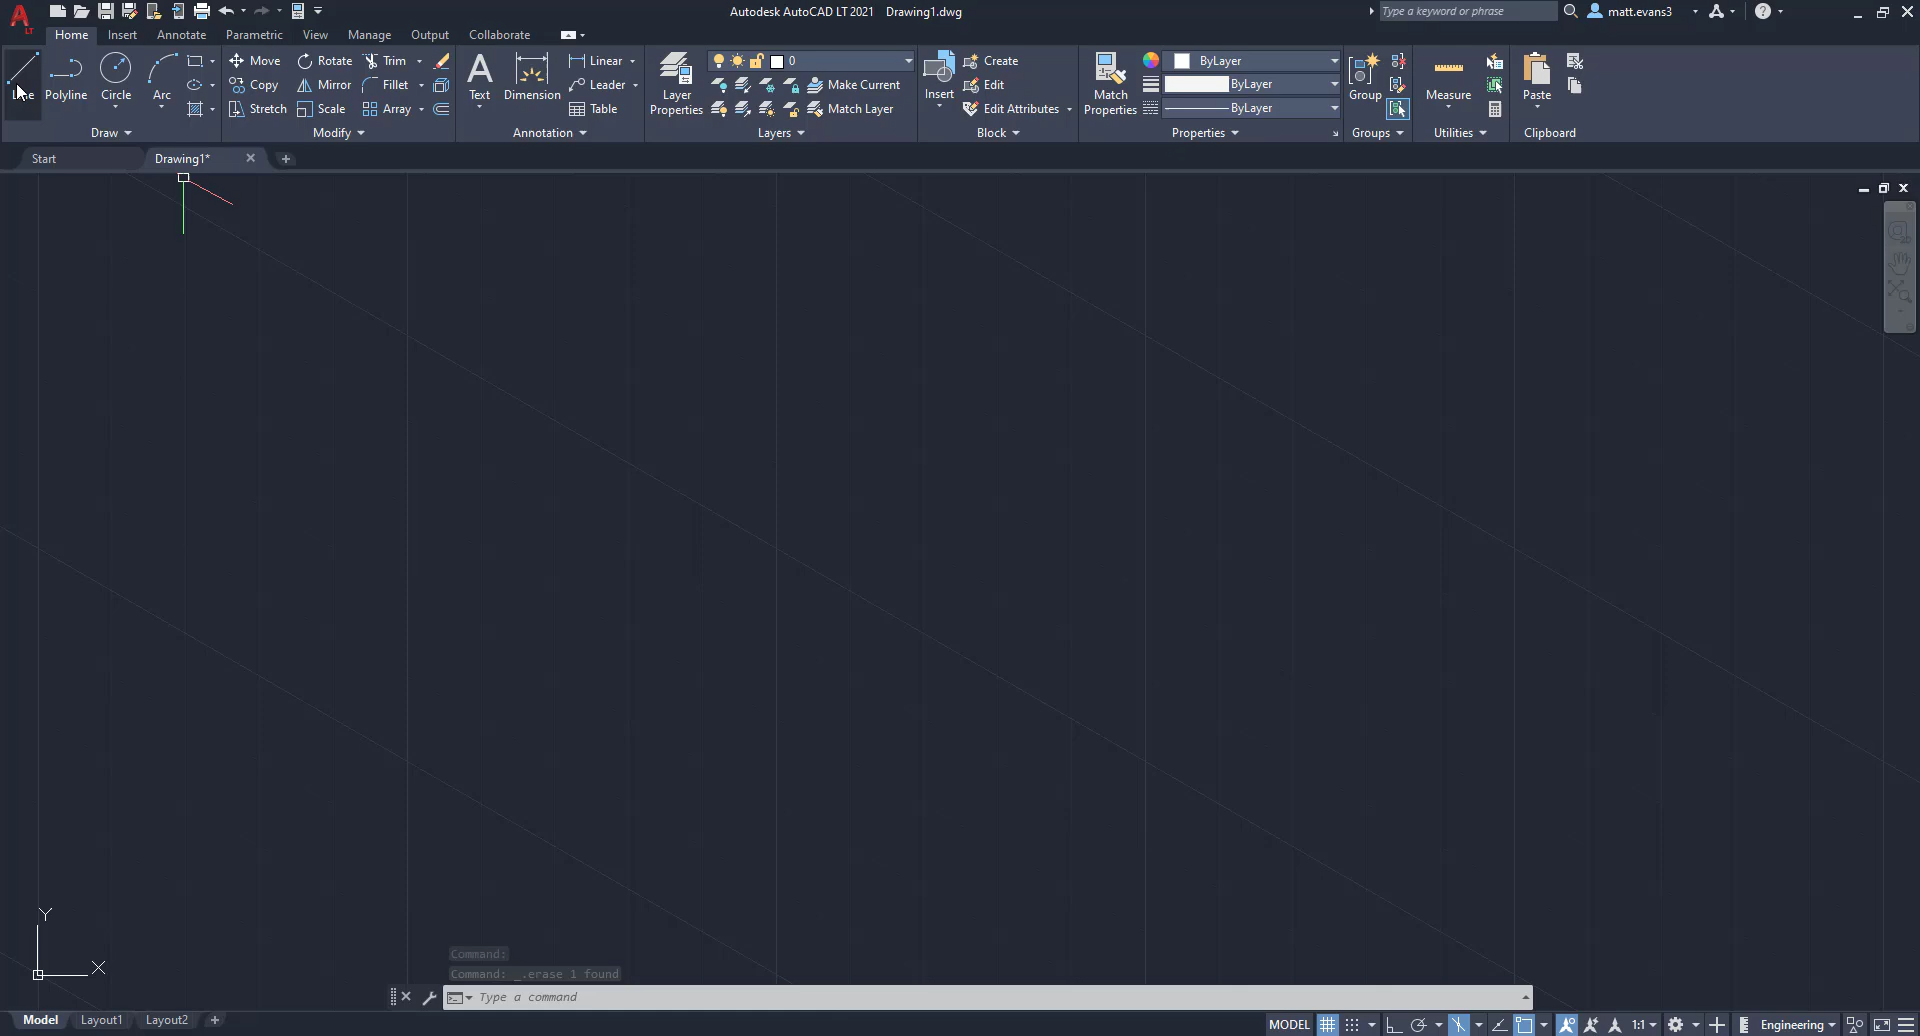 Autodesk AutoCAD LT 2021 Drawing1.dwg
Type a keyword or phrase
matt.evans3
LT
Home Insert Annotate Parametric View Manage Output Collaborate
Line Polyline Circle Arc
Draw
Move Rotate Trim
Copy Mirror Fillet
Stretch Scale Array
Modify
Text Dimension
Linear
Leader
Table
Annotation
Layer Properties
0
Make Current
Match Layer
Layers
Insert
Create
Edit
Edit Attributes
Block
Match Properties
ByLayer
ByLayer
ByLayer
Properties
Group
Groups
Measure
Utilities
Paste
Clipboard
Start Drawing1*
Y
X
Command:
Command: _.erase 1 found
Type a command
Model Layout1 Layout2
MODEL 1:1 Engineering